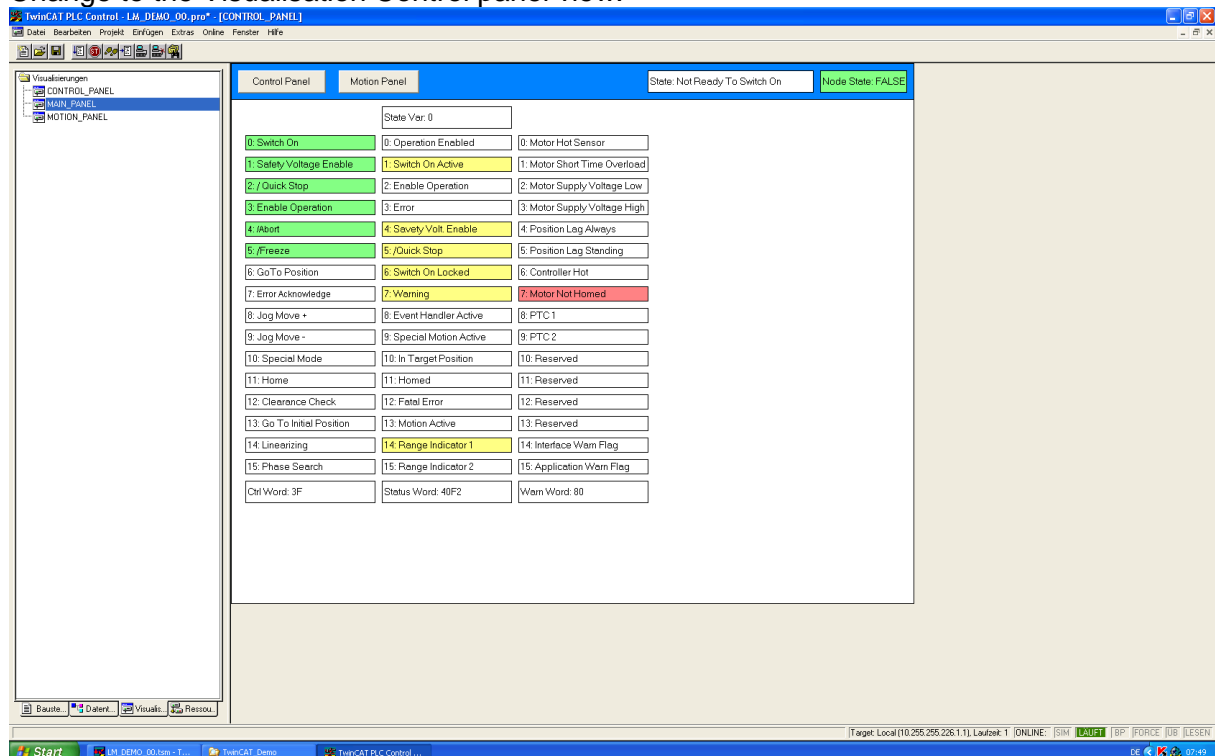 Change to the Visualisation Control panel now.
TwinCAT PLC Control - LM_DEMO_00.pro* - [CONTROL_PANEL]
Datei Bearbeiten Projekt Einfügen Extras Online Fenster Hilfe
Visualisierungen
CONTROL_PANEL
MAIN_PANEL
MOTION_PANEL
Control Panel Motion Panel State: Not Ready To Switch On Node State: FALSE
State Var: 0
0: Switch On 0: Operation Enabled 0: Motor Hot Sensor
1: Safety Voltage Enable 1: Switch On Active 1: Motor Short Time Overload
2: / Quick Stop 2: Enable Operation 2: Motor Supply Voltage Low
3: Enable Operation 3: Error 3: Motor Supply Voltage High
4: /Abort 4: Savety Volt. Enable 4: Position Lag Always
5: /Freeze 5: /Quick Stop 5: Position Lag Standing
6: GoTo Position 6: Switch On Locked 6: Controller Hot
7: Error Acknowledge 7: Warning 7: Motor Not Homed
8: Jog Move + 8: Event Handler Active 8: PTC 1
9: Jog Move - 9: Special Motion Active 9: PTC 2
10: Special Mode 10: In Target Position 10: Reserved
11: Home 11: Homed 11: Reserved
12: Clearance Check 12: Fatal Error 12: Reserved
13: Go To Initial Position 13: Motion Active 13: Reserved
14: Linearizing 14: Range Indicator 1 14: Interface Warn Flag
15: Phase Search 15: Range Indicator 2 15: Application Warn Flag
Ctrl Word: 3F Status Word: 40F2 Warn Word: 80
Bauste... Datent... Visualis... Ressou...
Target: Local (10.255.255.226.1.1), Laufzeit: 1 ONLINE: SIM LÄUFT BP FORCE ÜB LESEN
Start LM_DEMO_00.tsm - T... TwinCAT_Demo TwinCAT PLC Control ... DE 07:49